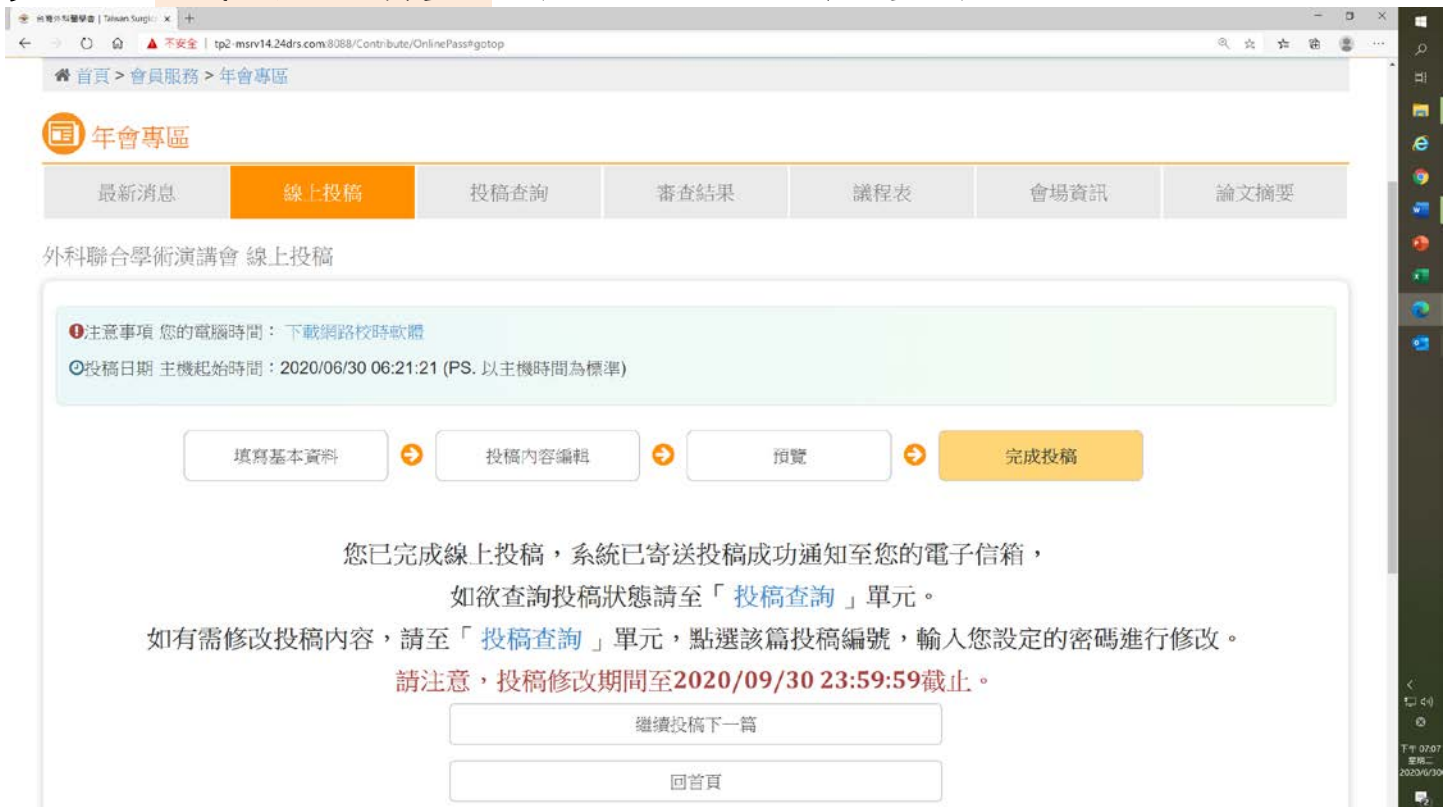 台灣外科醫學會 | Taiwan Surgic
不安全 | tp2-msrv14.24drs.com:8088/Contribute/OnlinePass#gotop
首頁 > 會員服務 > 年會專區
年會專區
最新消息 線上投稿 投稿查詢 審查結果 議程表 會場資訊 論文摘要
外科聯合學術演講會 線上投稿
注意事項 您的電腦時間： 下載網路校時軟體
投稿日期 主機起始時間：2020/06/30 06:21:21 (PS. 以主機時間為標準)
填寫基本資料 投稿內容編輯 預覽 完成投稿
您已完成線上投稿，系統已寄送投稿成功通知至您的電子信箱，
如欲查詢投稿狀態請至「 投稿查詢 」單元。
如有需修改投稿內容，請至「 投稿查詢 」單元，點選該篇投稿編號，輸入您設定的密碼進行修改。
請注意，投稿修改期間至2020/09/30 23:59:59截止。
繼續投稿下一篇
回首頁
下午 07:07
星期二
2020/6/30